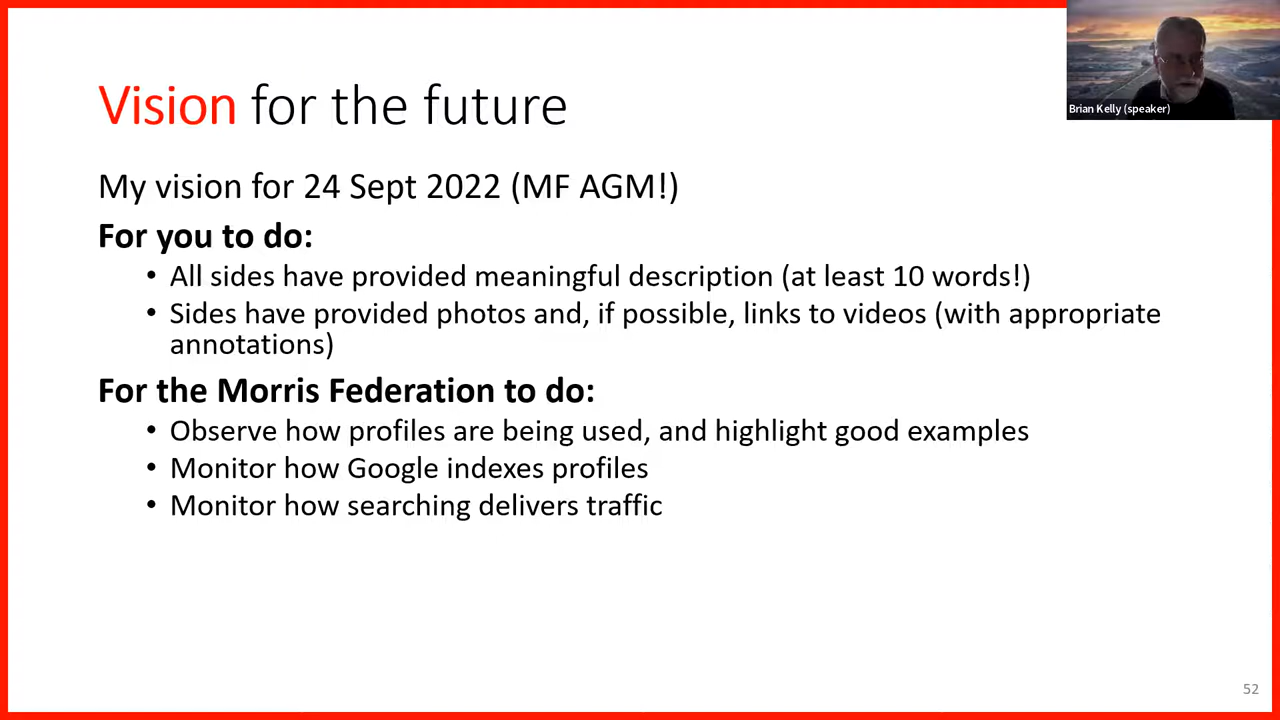 Brian Kelly (speaker)
Vision for the future
My vision for 24 Sept 2022 (MF AGM!)
For you to do:
• All sides have provided meaningful description (at least 10 words!)
• Sides have provided photos and, if possible, links to videos (with appropriate
annotations)
For the Morris Federation to do:
• Observe how profiles are being used, and highlight good examples
• Monitor how Google indexes profiles
• Monitor how searching delivers traffic
52